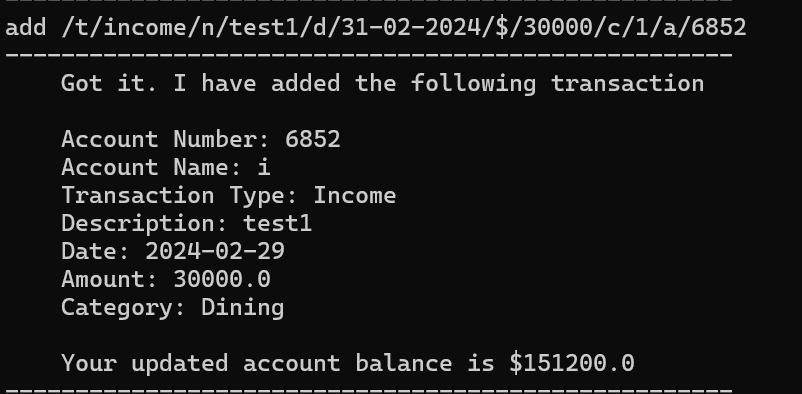 add /t/income/n/test1/d/31-02-2024/$/30000/c/1/a/6852
Got it. I have added the following transaction
Account Number: 6852
Account Name: i
Transaction Type: Income
Description: test1
Date: 2024-02-29
Amount: 30000.0
Category: Dining
Your updated account balance is $151200.0